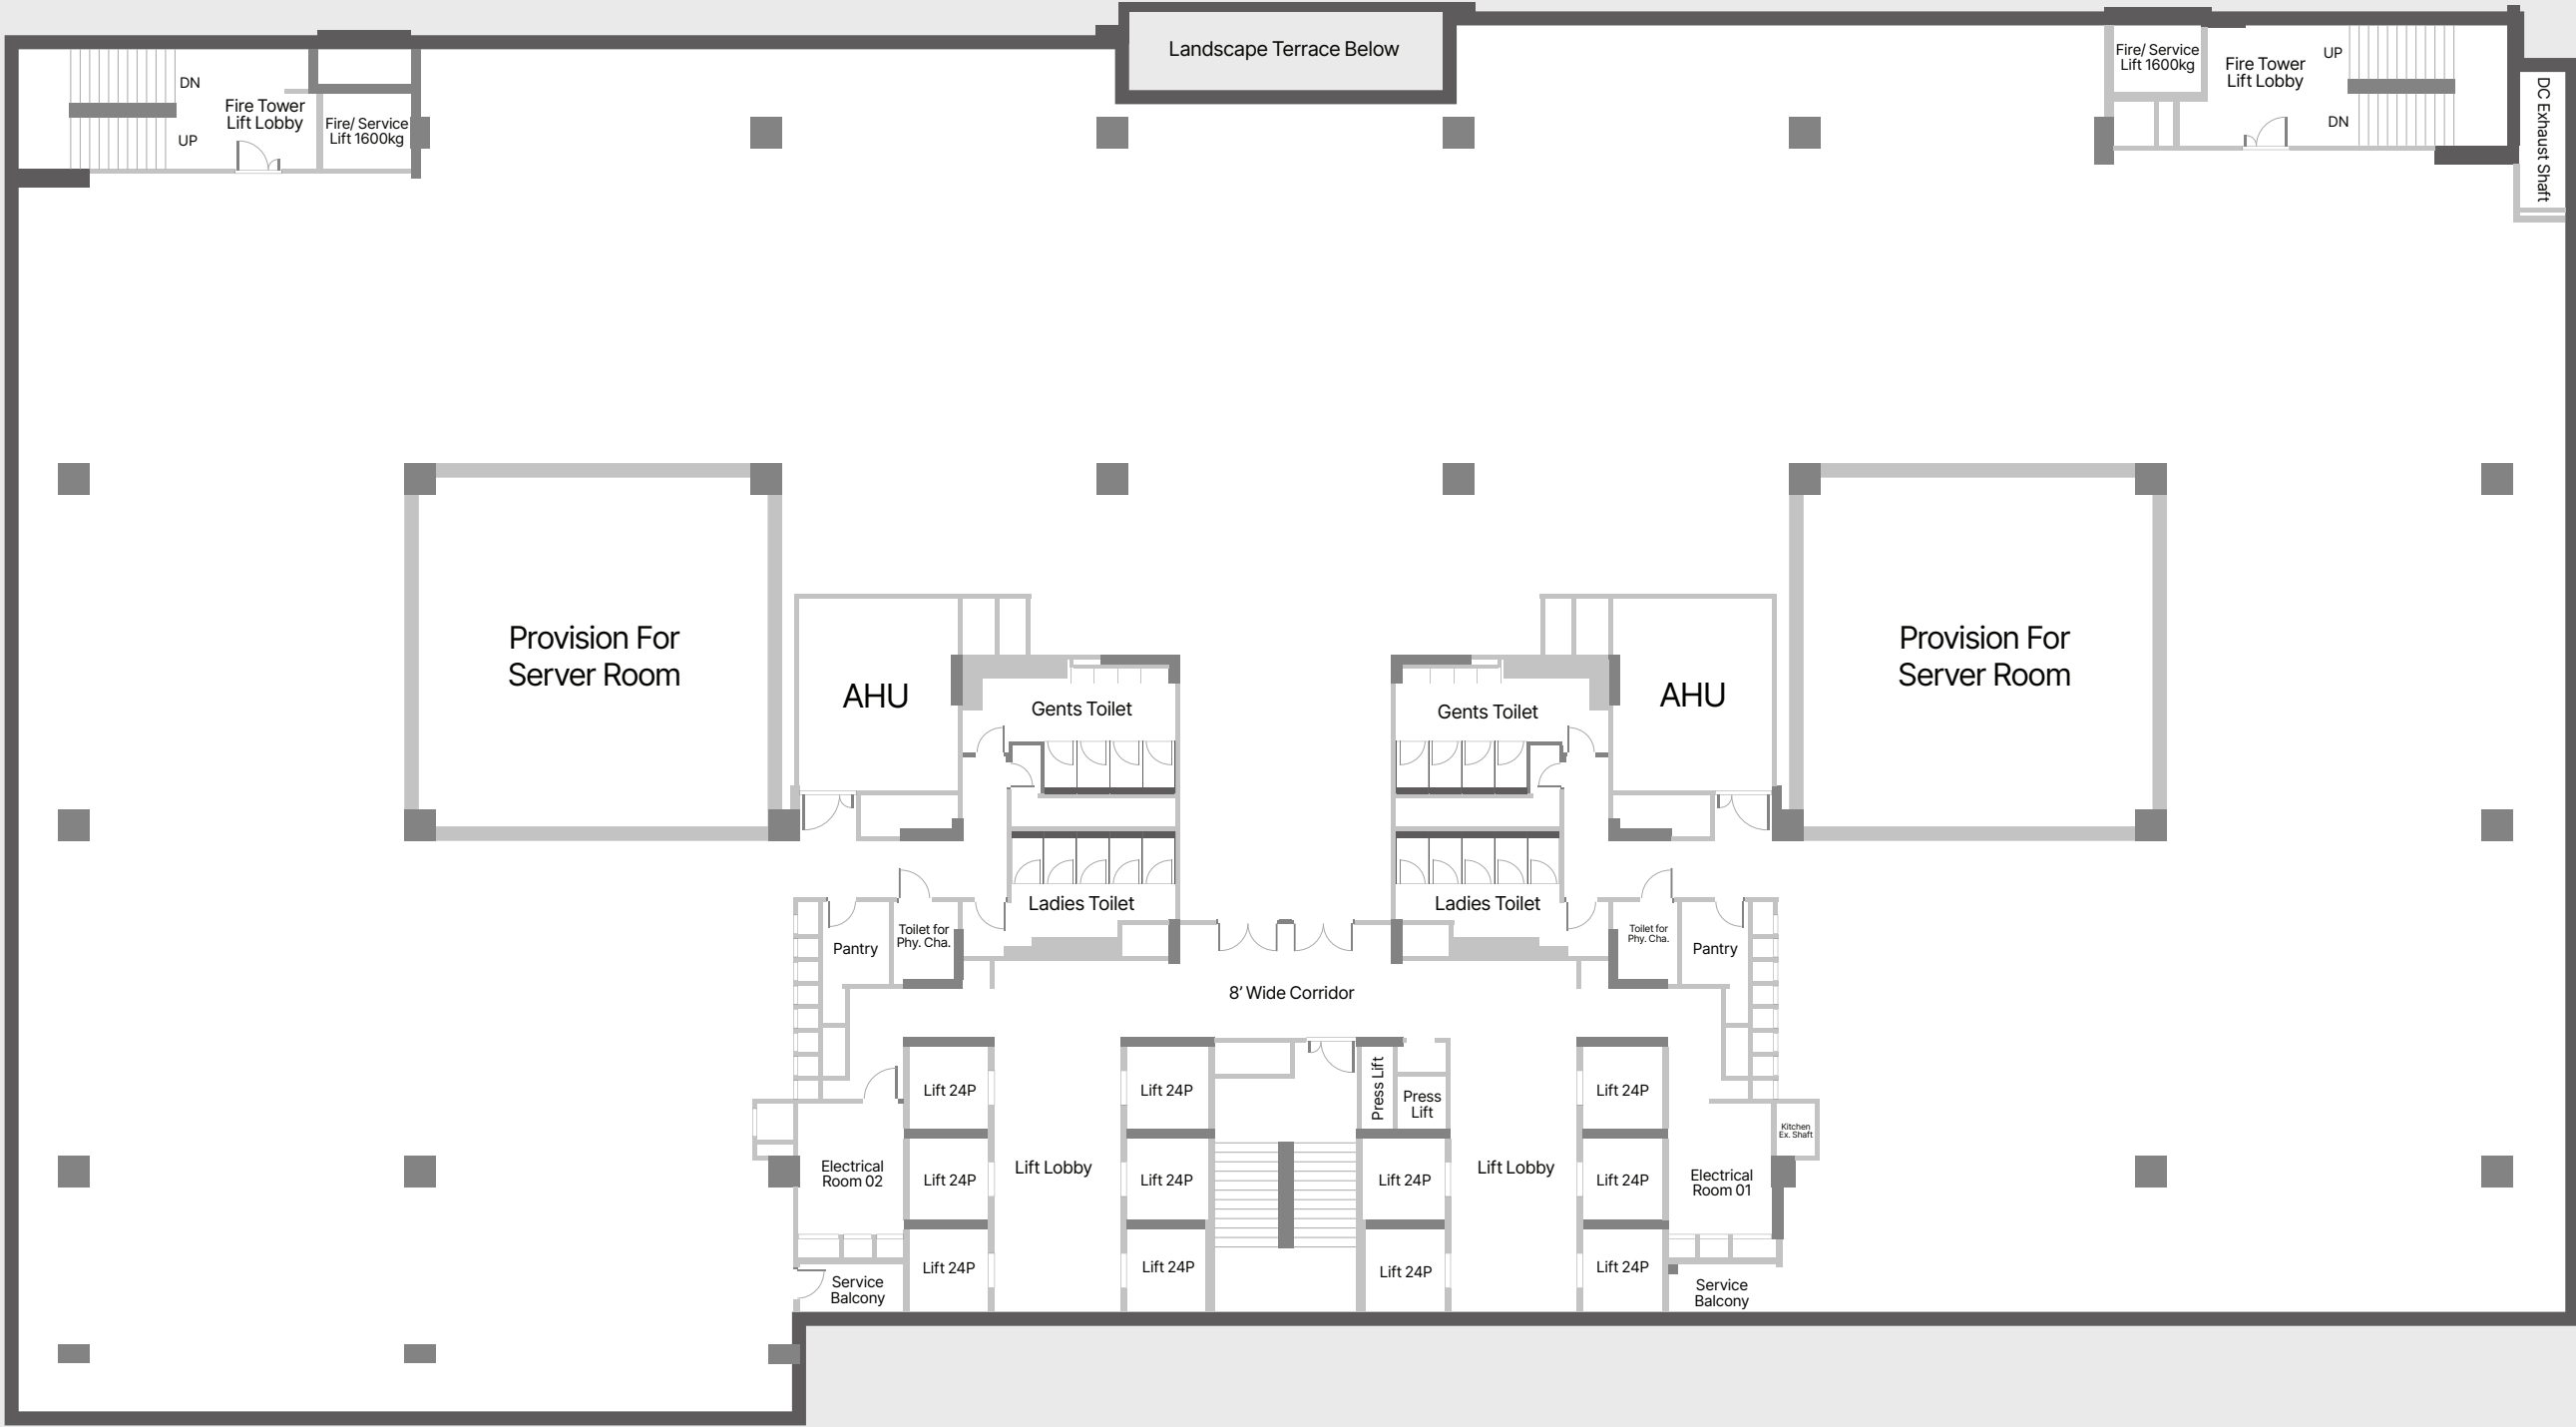 Landscape Terrace Below
DN
UP
Fire Tower
Lift Lobby
Fire/ Service
Lift 1600kg
Fire/ Service
Lift 1600kg
Fire Tower
Lift Lobby
UP
DN
DC Exhaust Shaft
Provision For
Server Room
AHU
Gents Toilet
Gents Toilet
AHU
Provision For
Server Room
Ladies Toilet
Ladies Toilet
Pantry
Toilet for
Phy. Cha.
Toilet for
Phy. Cha.
Pantry
8’ Wide Corridor
Lift 24P
Lift 24P
Press Lift
Press
Lift
Lift 24P
Kitchen
Ex. Shaft
Electrical
Room 02
Lift 24P
Lift Lobby
Lift 24P
Lift 24P
Lift Lobby
Lift 24P
Electrical
Room 01
Service
Balcony
Lift 24P
Lift 24P
Lift 24P
Lift 24P
Service
Balcony